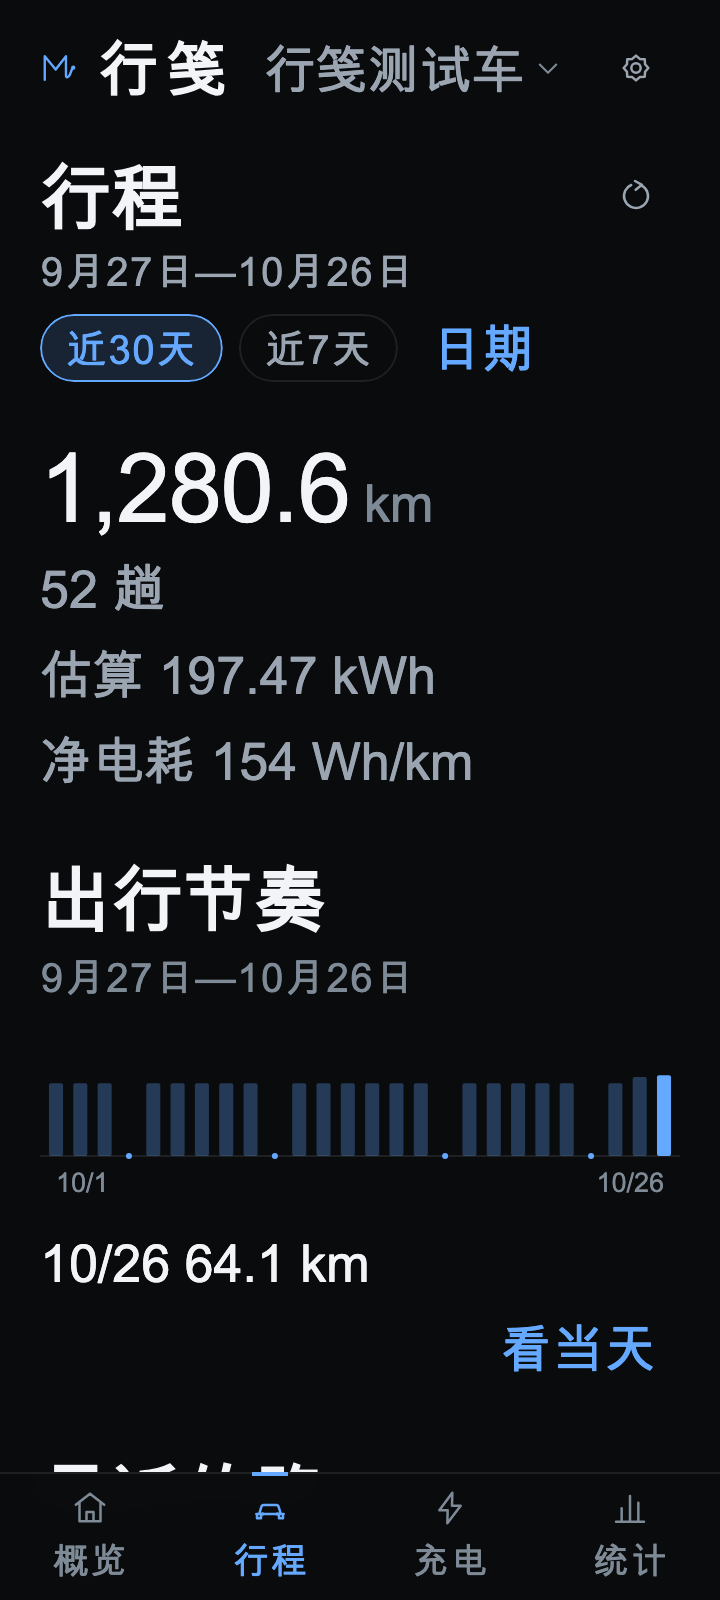 行笺 行笺测试车
行程
9月27日—10月26日
近30天 近7天 日期
1,280.6 km
52 趟
估算 197.47 kWh
净电耗 154 Wh/km
出行节奏
9月27日—10月26日
10/1 10/26
10/26 64.1 km
看当天
概览 行程 充电 统计